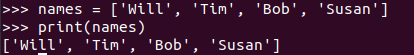 >>> names = ['Will', 'Tim', 'Bob', 'Susan']
>>> print(names)
['Will', 'Tim', 'Bob', 'Susan']